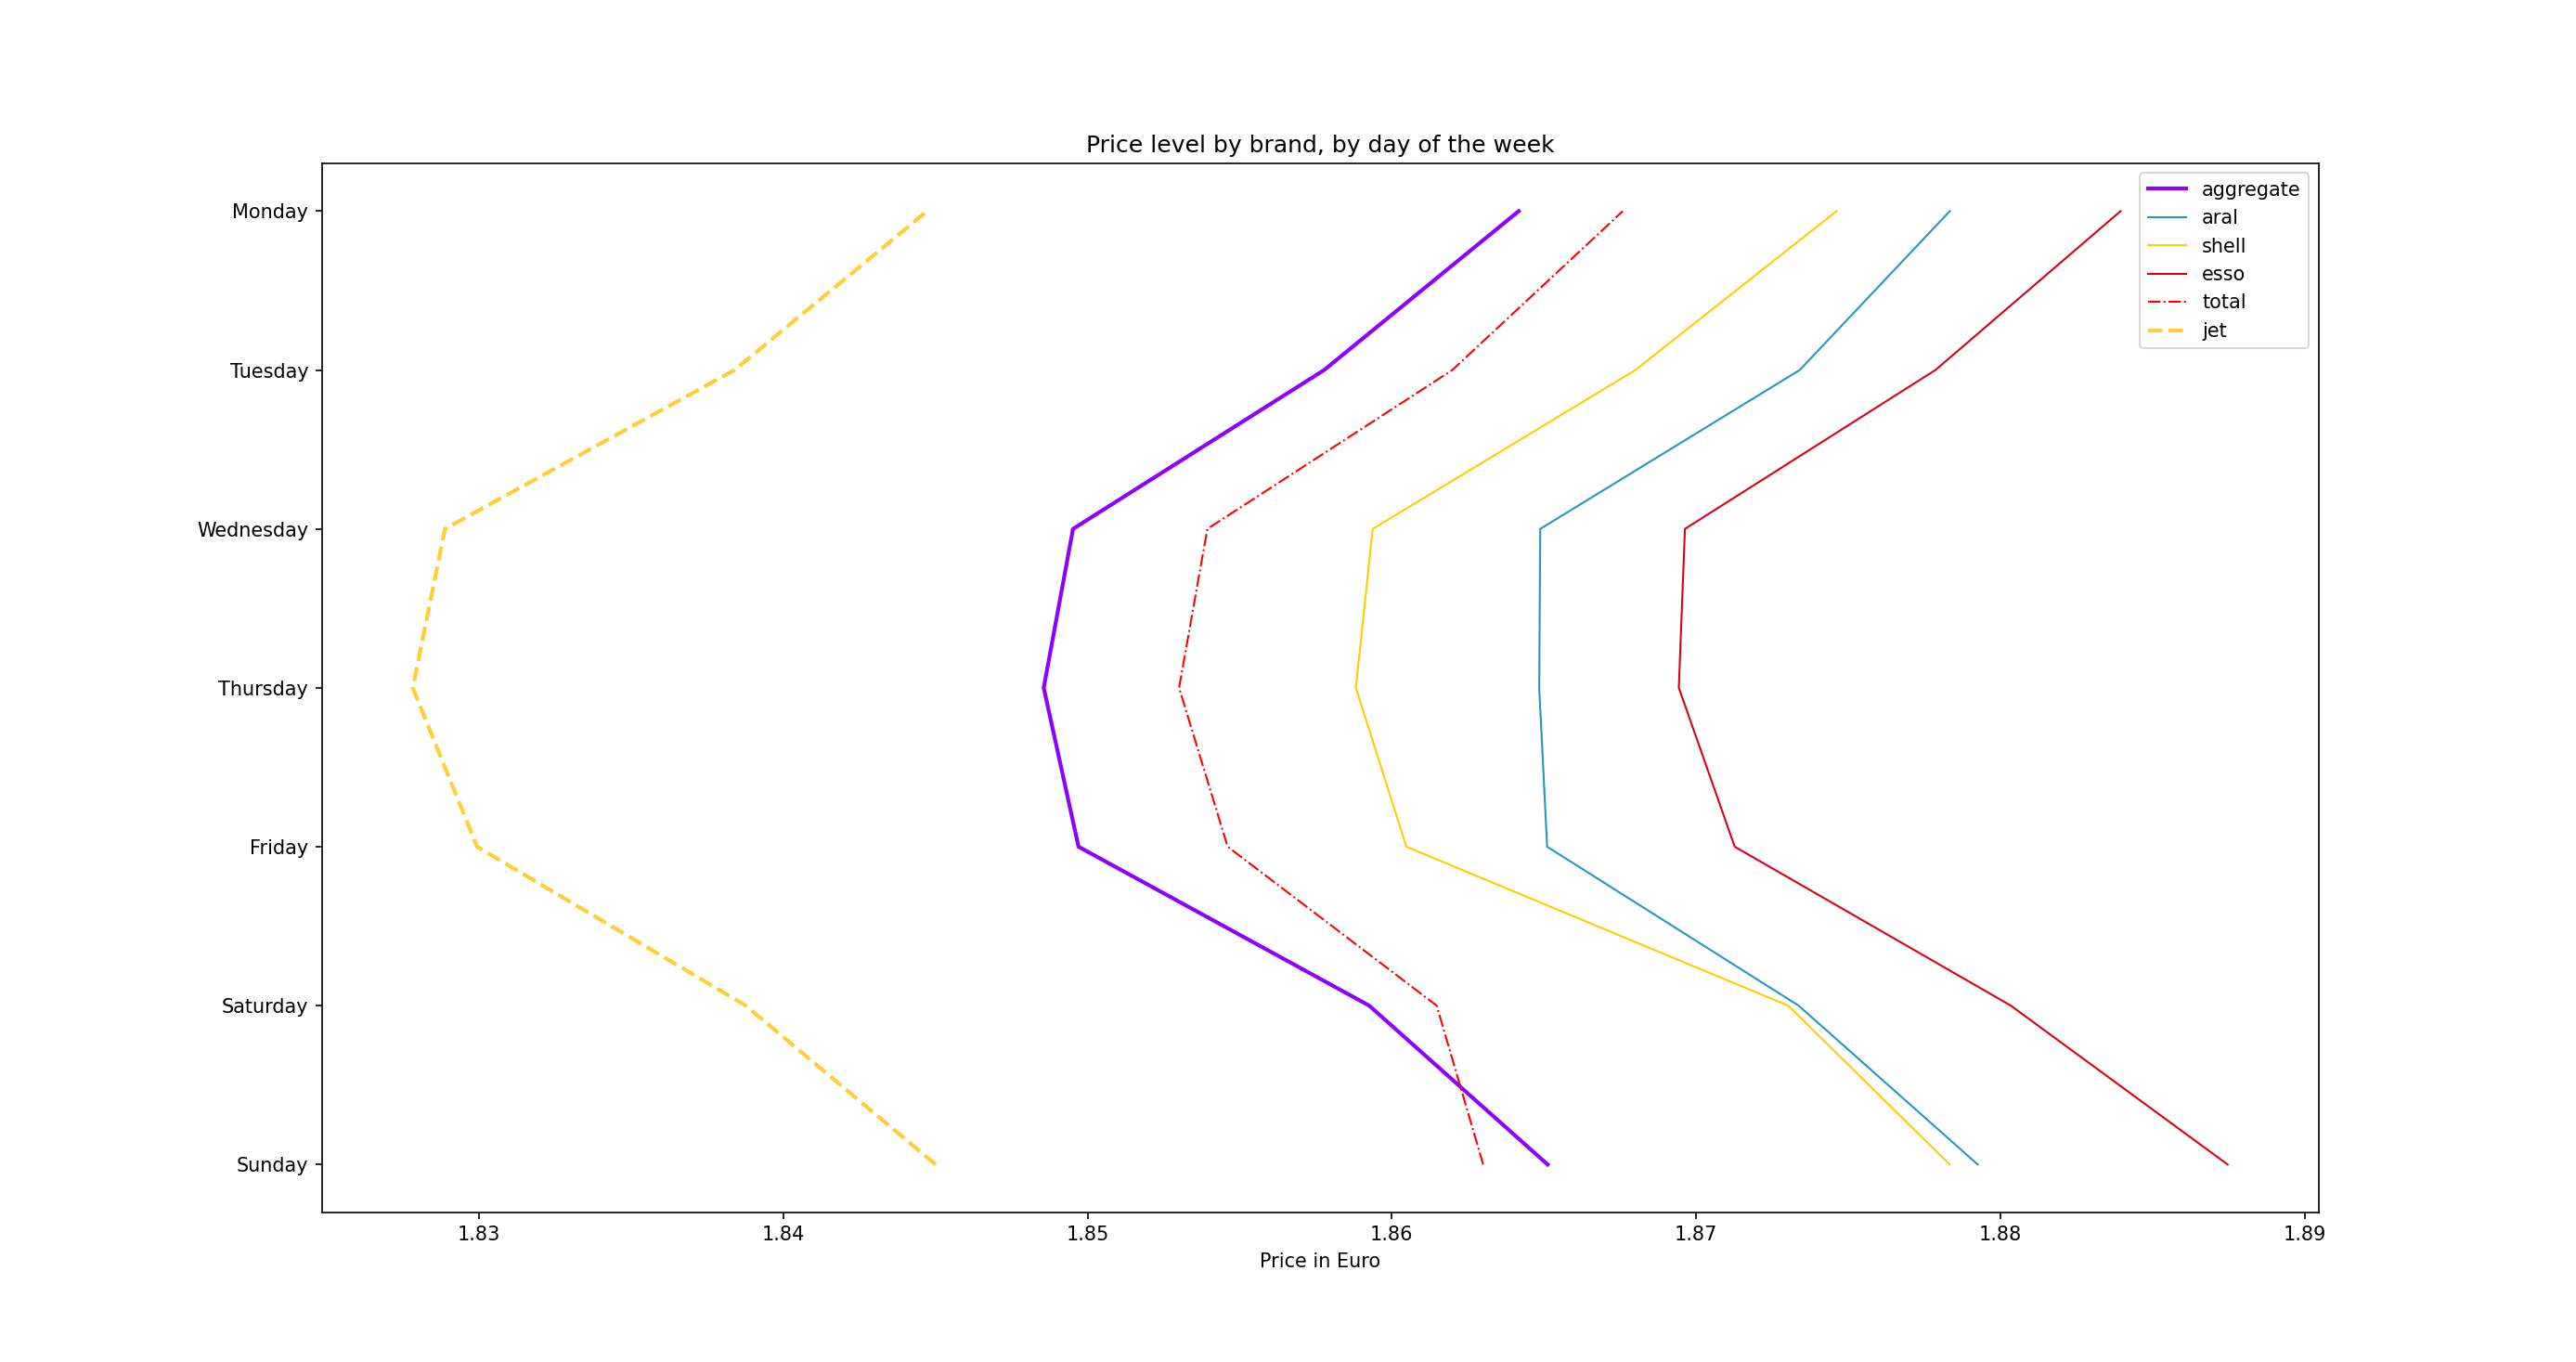 Price level by brand, by day of the week
aggregate
aral
shell
esso
total
jet
Monday
Tuesday
Wednesday
Thursday
Friday
Saturday
Sunday
1.83 1.84 1.85 1.86 1.87 1.88 1.89
Price in Euro